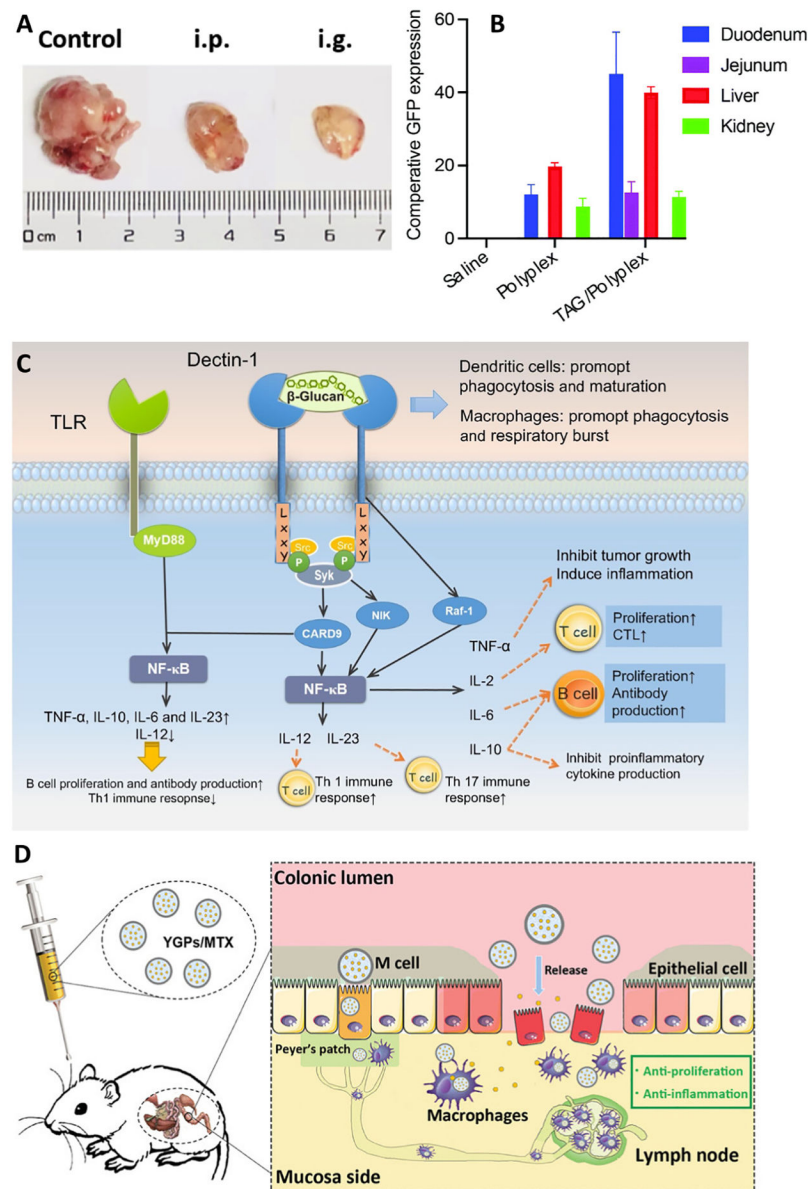 A
Control
i.p.
i.g.
0 cm 1 2 3 4 5 6 7
B
Comperative GFP expression
60
40
20
0
Saline
Polyplex
TAG/Polyplex
Duodenum
Jejunum
Liver
Kidney
C
Dectin-1
β-Glucan
TLR
Dendritic cells: promopt
phagocytosis and maturation
Macrophages: promopt phagocytosis
and respiratory burst
L
x
x
y
L
x
x
y
MyD88
Src
Src
P
P
Syk
CARD9
NIK
Raf-1
NF-κB
NF-κB
TNF-α, IL-10, IL-6 and IL-23↑
IL-12↓
B cell proliferation and antibody production↑
Th1 immune resopnse↓
IL-12
IL-23
T cell
Th 1 immune
response↑
T cell
Th 17 immune
response↑
TNF-α
IL-2
IL-6
IL-10
Inhibit tumor growth
Induce inflammation
T cell
Proliferation↑
CTL↑
B cell
Proliferation↑
Antibody
production↑
Inhibit proinflammatory
cytokine production
D
YGPs/MTX
Colonic lumen
M cell
Release
Epithelial cell
Peyer's patch
Macrophages
• Anti-proliferation
• Anti-inflammation
Lymph node
Mucosa side